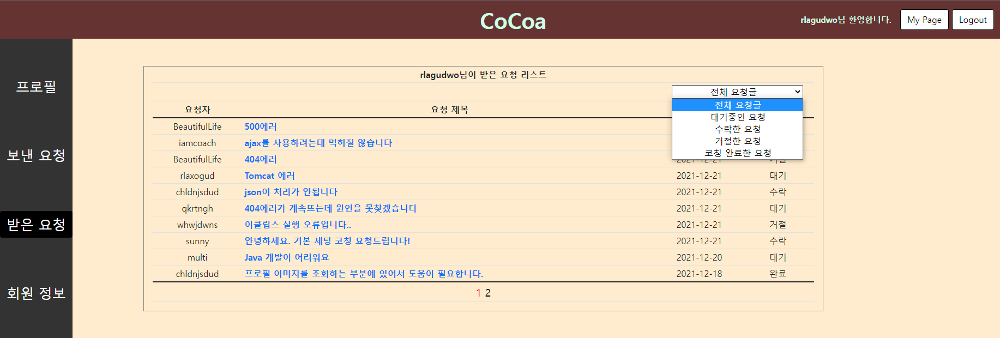 CoCoa
rlagudwo님 환영합니다. My Page Logout
프로필
보낸 요청
받은 요청
회원 정보
rlagudwo님이 받은 요청 리스트
전체 요청글
전체 요청글
대기중인 요청
수락한 요청
거절한 요청
코칭 완료한 요청
요청자 요청 제목
BeautifulLife 500에러
iamcoach ajax를 사용하려는데 먹히질 않습니다
BeautifulLife 404에러 2021-12-21 거절
rlaxogud Tomcat 에러 2021-12-21 대기
chldnjsdud json이 처리가 안됩니다 2021-12-21 수락
qkrtngh 404에러가 계속뜨는데 원인을 못찾겠습니다 2021-12-21 대기
whwjdwns 이클립스 실행 오류입니다.. 2021-12-21 거절
sunny 안녕하세요. 기본 세팅 코칭 요청드립니다! 2021-12-21 수락
multi Java 개발이 어려워요 2021-12-20 대기
chldnjsdud 프로필 이미지를 조회하는 부분에 있어서 도움이 필요합니다. 2021-12-18 완료
1 2